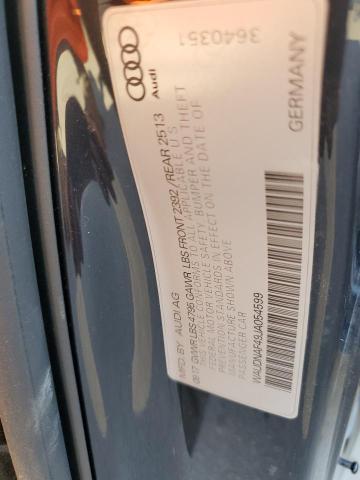 Audi
3640351
MFD. BY AUDI AG
09-17 GVWR LBS 4795 GAWR LBS FRONT 2392/REAR 2513
THIS VEHICLE CONFORMS TO ALL APPLICABLE U S
FEDERAL MOTOR VEHICLE SAFETY, BUMPER AND THEFT
STANDARDS IN EFFECT ON THE DATE OF
MANUFACTURE SHOWN ABOVE
PASSENGER CAR
WAUDNAF49JA054599
GERMANY